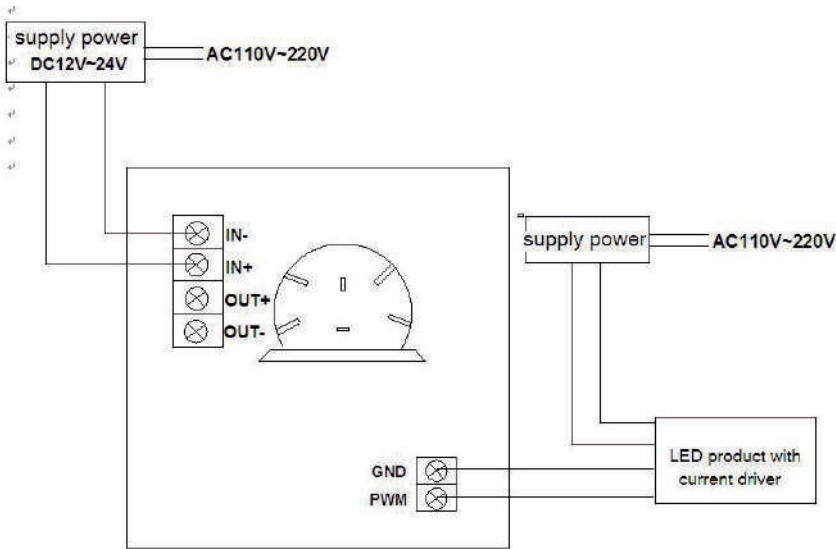 supply power
DC12V~24V
AC110V~220V
IN-
IN+
OUT+
OUT-
supply power
AC110V~220V
LED product with
current driver
GND
PWM